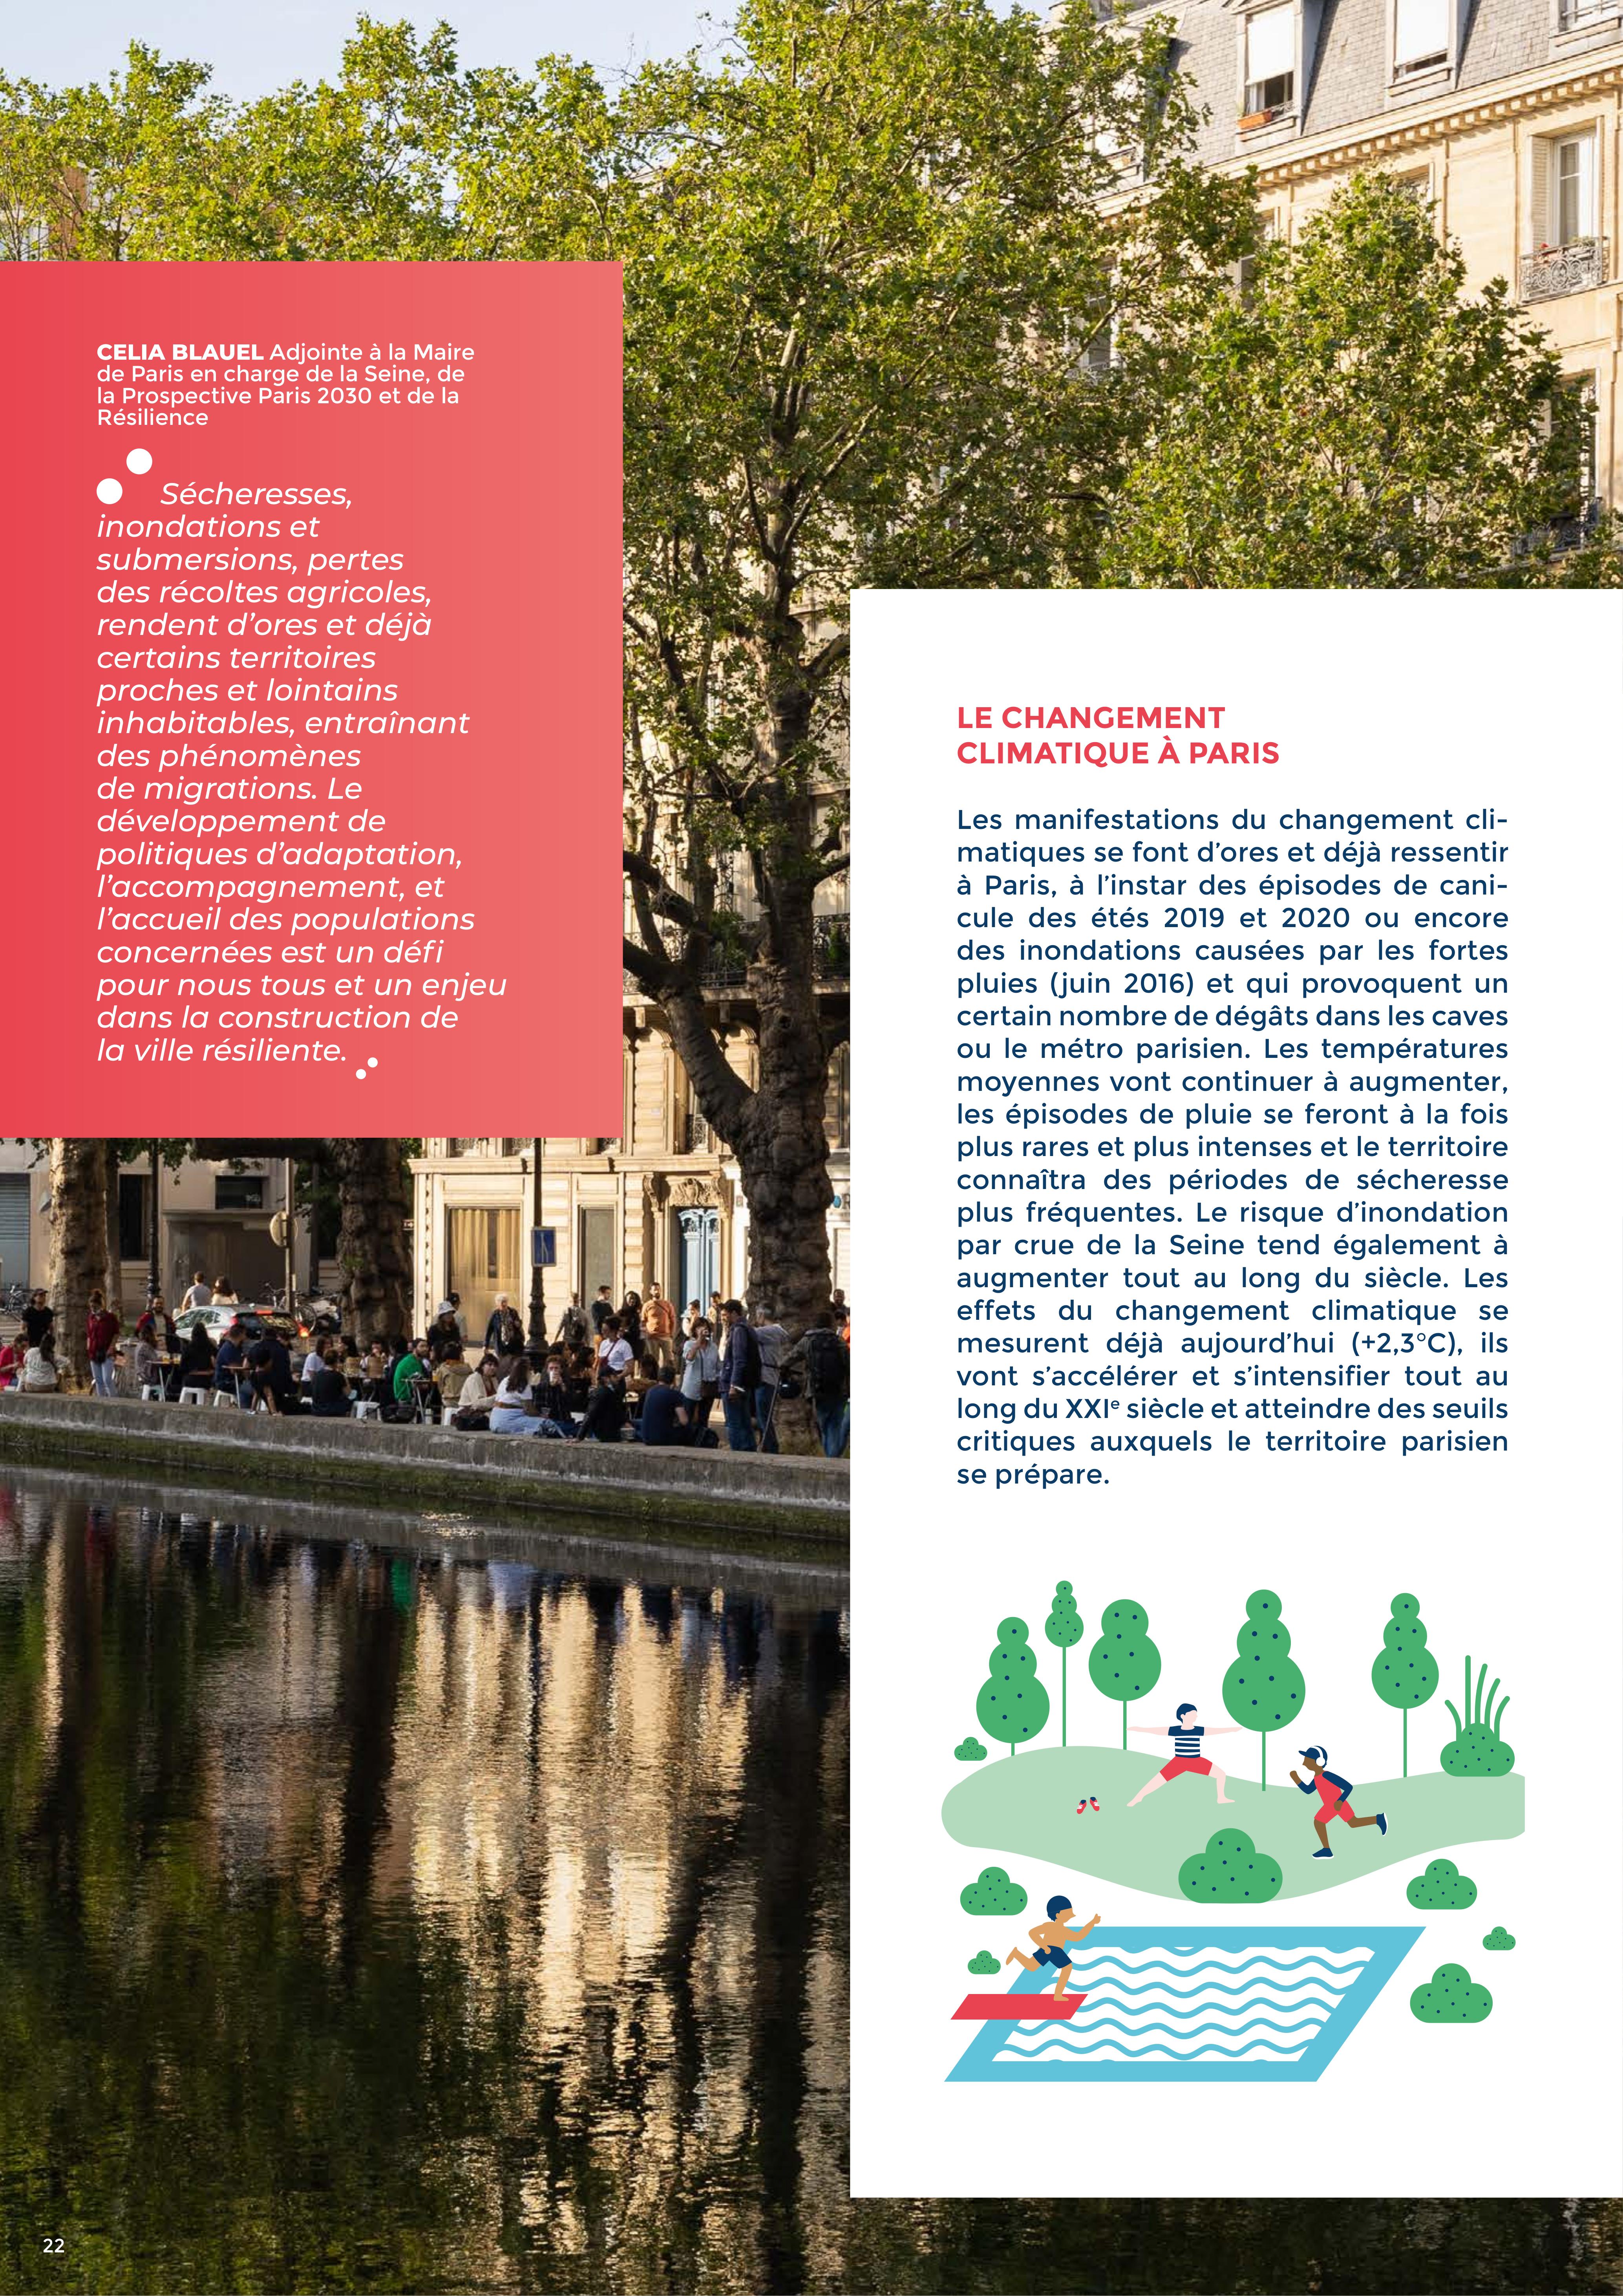 CELIA BLAUEL Adjointe à la Maire
de Paris en charge de la Seine, de
la Prospective Paris 2030 et de la
Résilience
Sécheresses,
inondations et
submersions, pertes
des récoltes agricoles,
rendent d’ores et déjà
certains territoires
proches et lointains
inhabitables, entraînant
des phénomènes
de migrations. Le
développement de
politiques d’adaptation,
l’accompagnement, et
l’accueil des populations
concernées est un défi
pour nous tous et un enjeu
dans la construction de
la ville résiliente.
LE CHANGEMENT
CLIMATIQUE À PARIS
Les manifestations du changement cli-
matiques se font d’ores et déjà ressentir
à Paris, à l’instar des épisodes de cani-
cule des étés 2019 et 2020 ou encore
des inondations causées par les fortes
pluies (juin 2016) et qui provoquent un
certain nombre de dégâts dans les caves
ou le métro parisien. Les températures
moyennes vont continuer à augmenter,
les épisodes de pluie se feront à la fois
plus rares et plus intenses et le territoire
connaîtra des périodes de sécheresse
plus fréquentes. Le risque d’inondation
par crue de la Seine tend également à
augmenter tout au long du siècle. Les
effets du changement climatique se
mesurent déjà aujourd’hui (+2,3°C), ils
vont s’accélérer et s’intensifier tout au
long du XXIe siècle et atteindre des seuils
critiques auxquels le territoire parisien
se prépare.
22